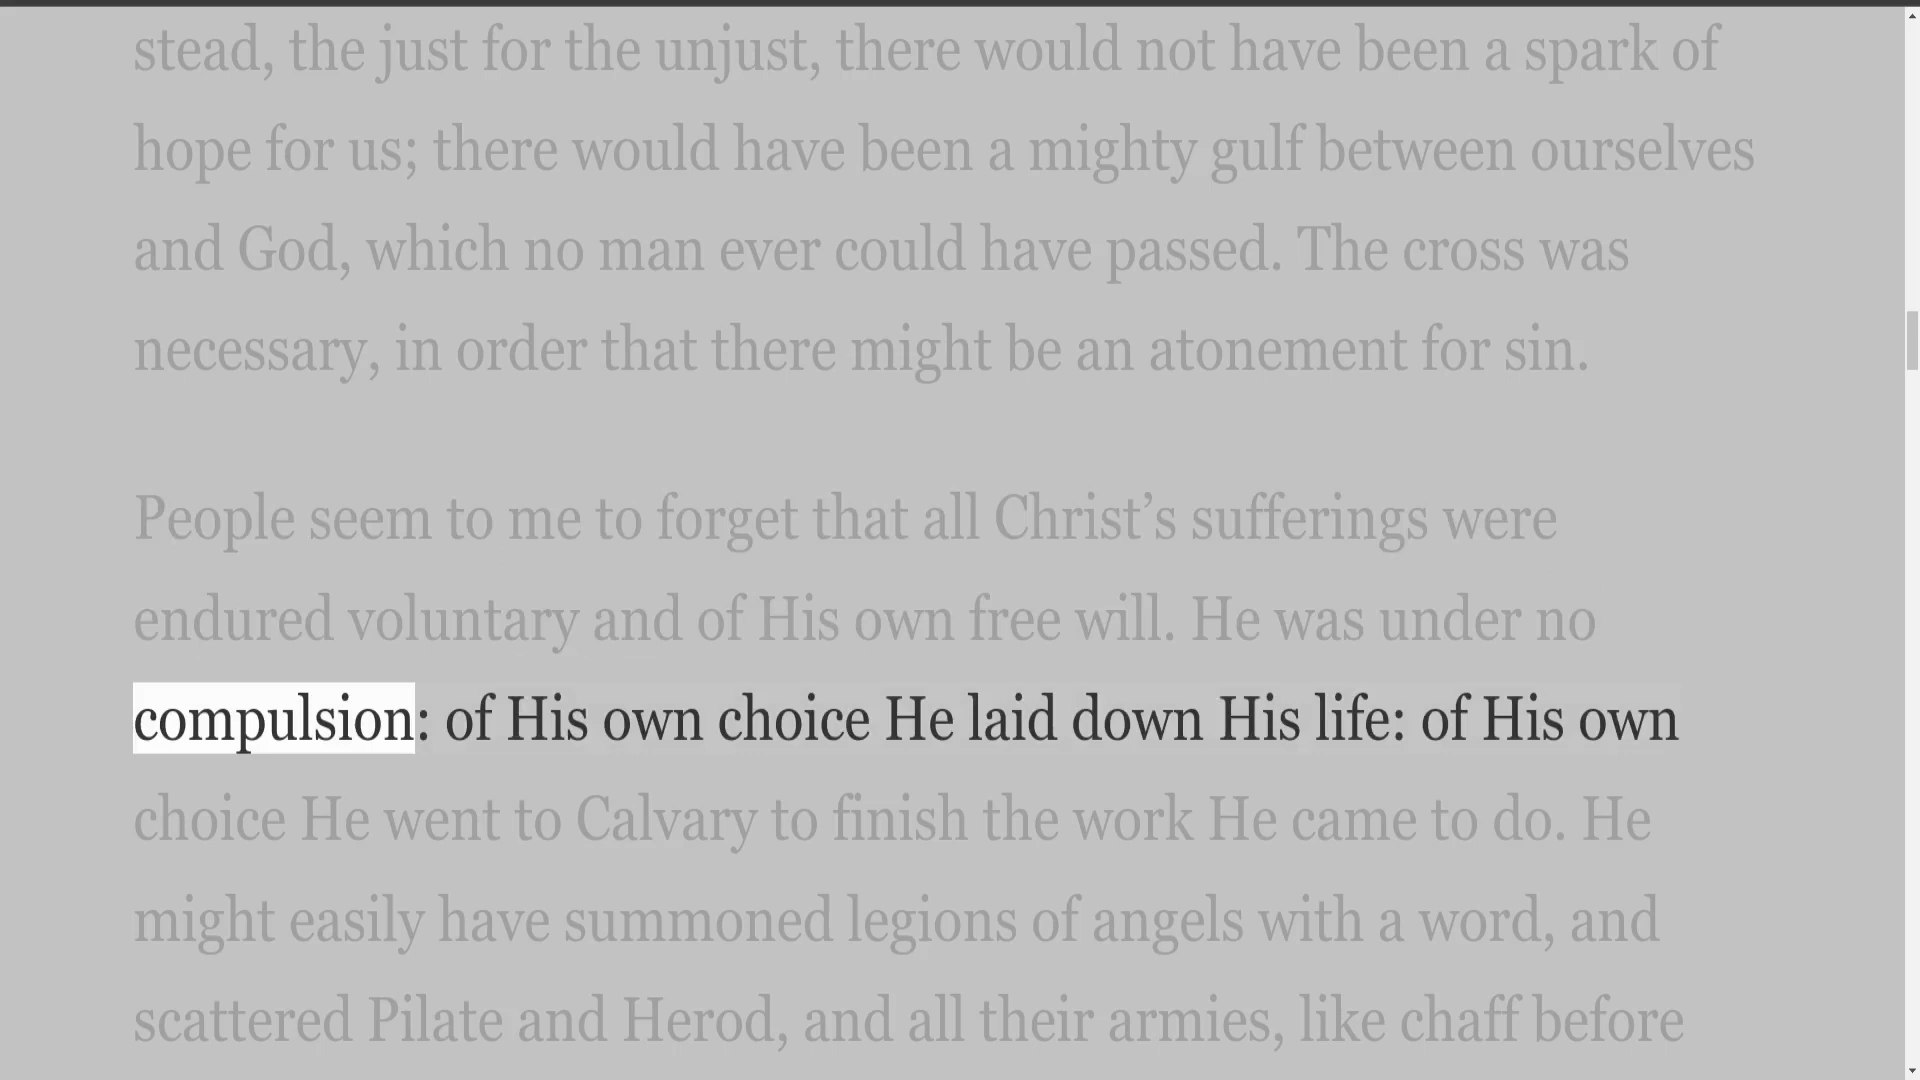 stead, the just for the unjust, there would not have been a spark of
hope for us; there would have been a mighty gulf between ourselves
and God, which no man ever could have passed. The cross was
necessary, in order that there might be an atonement for sin.
People seem to me to forget that all Christ’s sufferings were
endured voluntary and of His own free will. He was under no
compulsion: of His own choice He laid down His life: of His own
choice He went to Calvary to finish the work He came to do. He
might easily have summoned legions of angels with a word, and
scattered Pilate and Herod, and all their armies, like chaff before